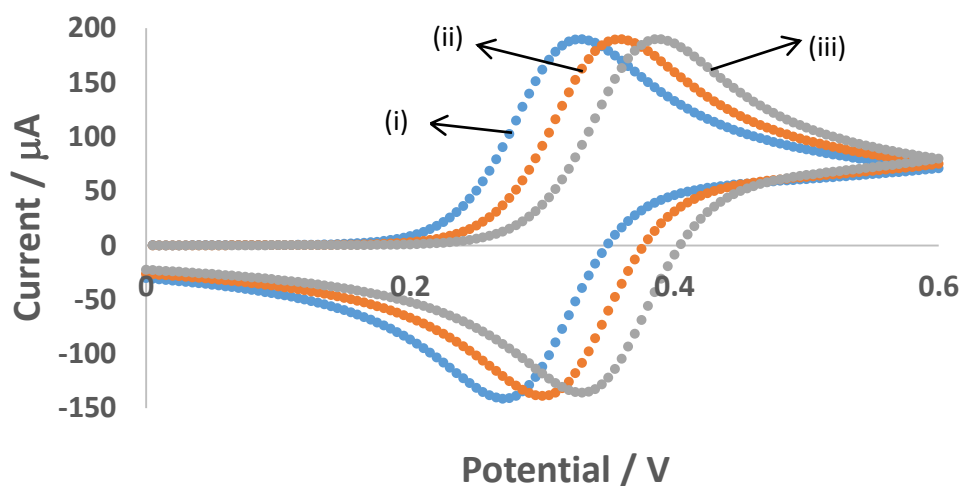 200
(ii)
(iii)
150
(i)
100
50
0
0
0.2
0.4
0.6
-50
-100
-150
Current / μA
Potential / V